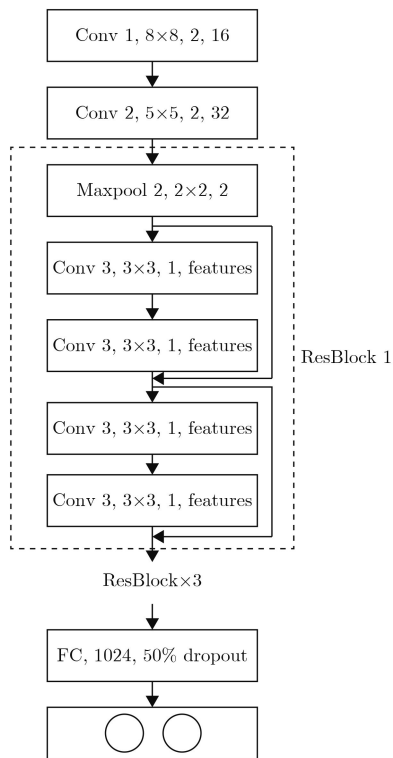 Conv 1, 8×8, 2, 16
Conv 2, 5×5, 2, 32
Maxpool 2, 2×2, 2
Conv 3, 3×3, 1, features
Conv 3, 3×3, 1, features
ResBlock 1
Conv 3, 3×3, 1, features
Conv 3, 3×3, 1, features
ResBlock×3
FC, 1024, 50% dropout